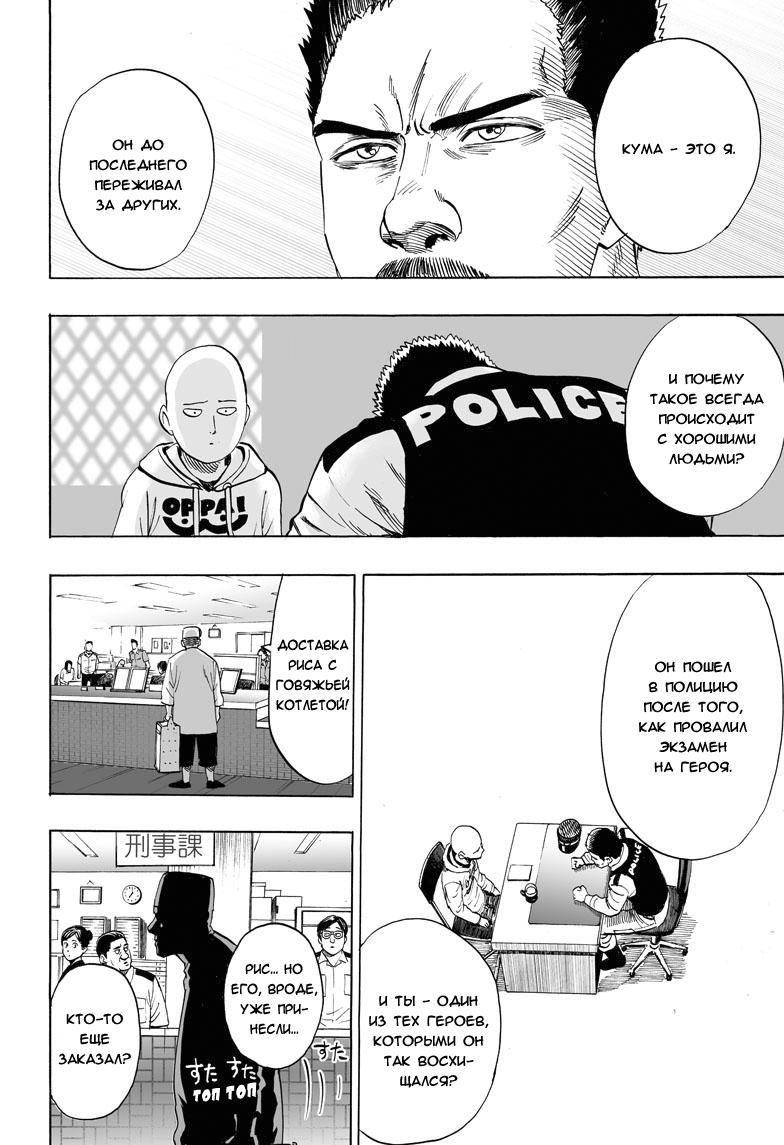 КУМА - ЭТО Я.
ОН ДО
ПОСЛЕДНЕГО
ПЕРЕЖИВАЛ
ЗА ДРУГИХ.
И ПОЧЕМУ
ТАКОЕ ВСЕГДА
ПРОИСХОДИТ
С ХОРОШИМИ
ЛЮДЬМИ?
POLICE
OPPAI
ОН ПОШЕЛ
В ПОЛИЦИЮ
ПОСЛЕ ТОГО,
КАК ПРОВАЛИЛ
ЭКЗАМЕН
НА ГЕРОЯ.
POLICE
И ТЫ - ОДИН
ИЗ ТЕХ ГЕРОЕВ,
КОТОРЫМИ ОН
ТАК ВОСХИ-
ЩАЛСЯ?
ДОСТАВКА
РИСА С
ГОВЯЖЬЕЙ
КОТЛЕТОЙ!
刑事課
РИС... НО
ЕГО, ВРОДЕ,
УЖЕ ПРИ-
НЕСЛИ...
КТО-ТО
ЕЩЕ
ЗАКАЗАЛ?
すた
すた すた
ТОП ТОП